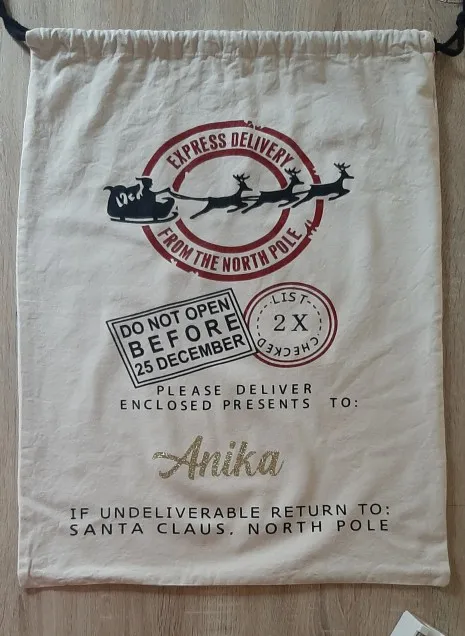 EXPRESS DELIVERY
FROM THE NORTH POLE
DO NOT OPEN
BEFORE
25 DECEMBER
LIST
2X
CHECKED
PLEASE DELIVER
ENCLOSED PRESENTS TO:
Anika
IF UNDELIVERABLE RETURN TO:
SANTA CLAUS. NORTH POLE